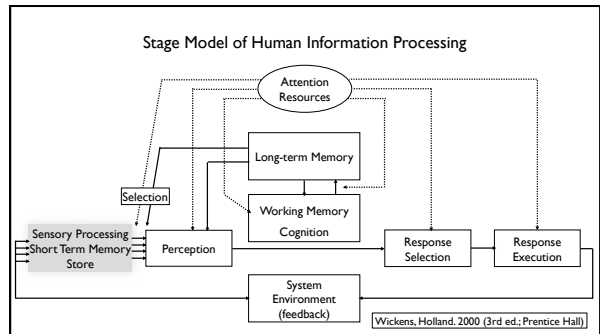 Stage Model of Human Information Processing
Attention
Resources
Long-term Memory
Selection
Working Memory
Cognition
Sensory Processing
Short Term Memory
Store
Perception
Response
Selection
Response
Execution
System
Environment
(feedback)
Wickens, Holland. 2000 (3rd ed.; Prentice Hall)